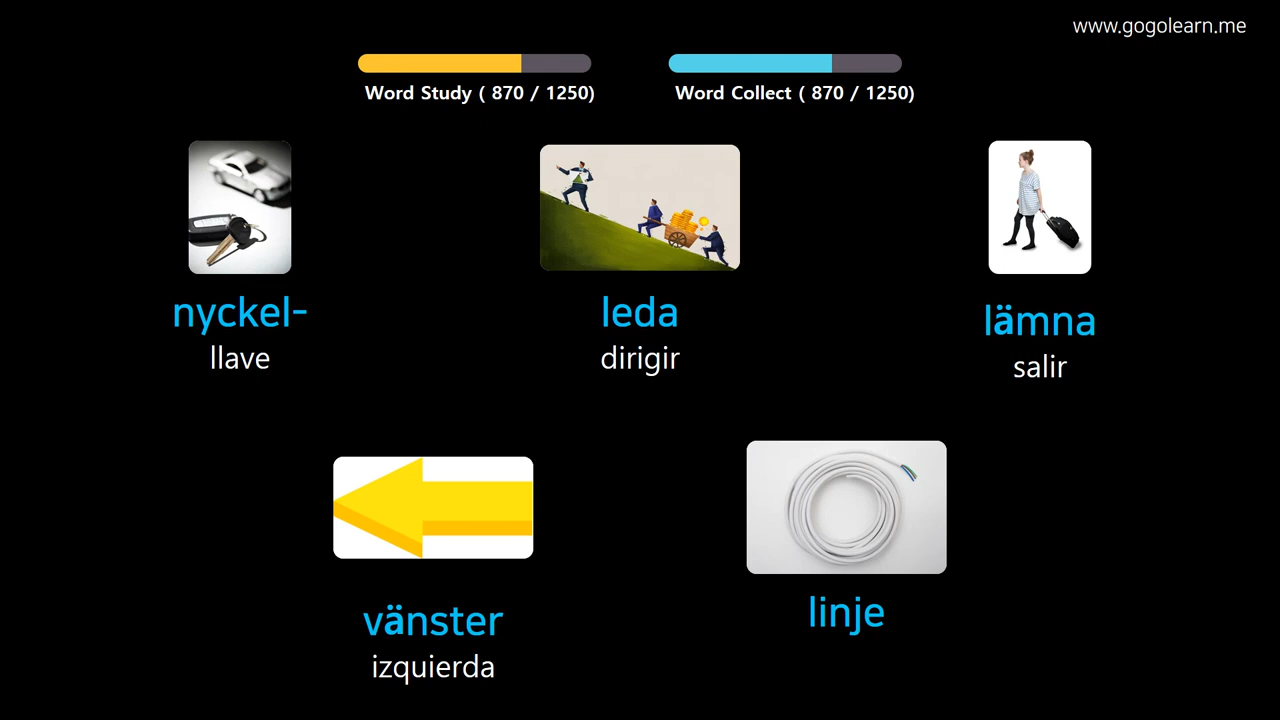 www.gogolearn.me
Word Study ( 870 / 1250)
Word Collect ( 870 / 1250)
nyckel-
llave
leda
dirigir
lämna
salir
vänster
izquierda
linje